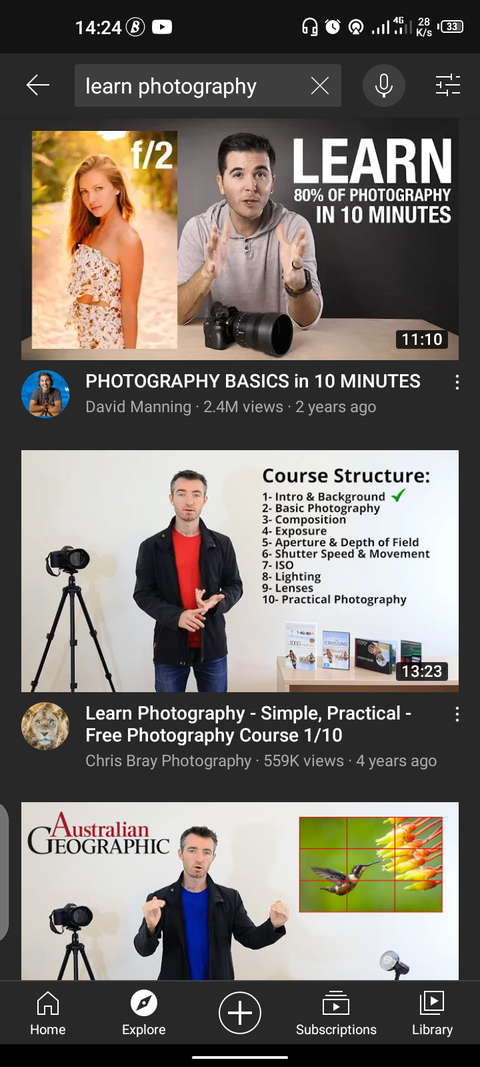 14:24
4G
28
K/s
33
learn photography
f/2
LEARN
80% OF PHOTOGRAPHY
IN 10 MINUTES
11:10
PHOTOGRAPHY BASICS in 10 MINUTES
David Manning · 2.4M views · 2 years ago
Course Structure:
1- Intro & Background
2- Basic Photography
3- Composition
4- Exposure
5- Aperture & Depth of Field
6- Shutter Speed & Movement
7- ISO
8- Lighting
9- Lenses
10- Practical Photography
13:23
Learn Photography - Simple, Practical -
Free Photography Course 1/10
Chris Bray Photography · 559K views · 4 years ago
Australian
GEOGRAPHIC
Home
Explore
Subscriptions
Library